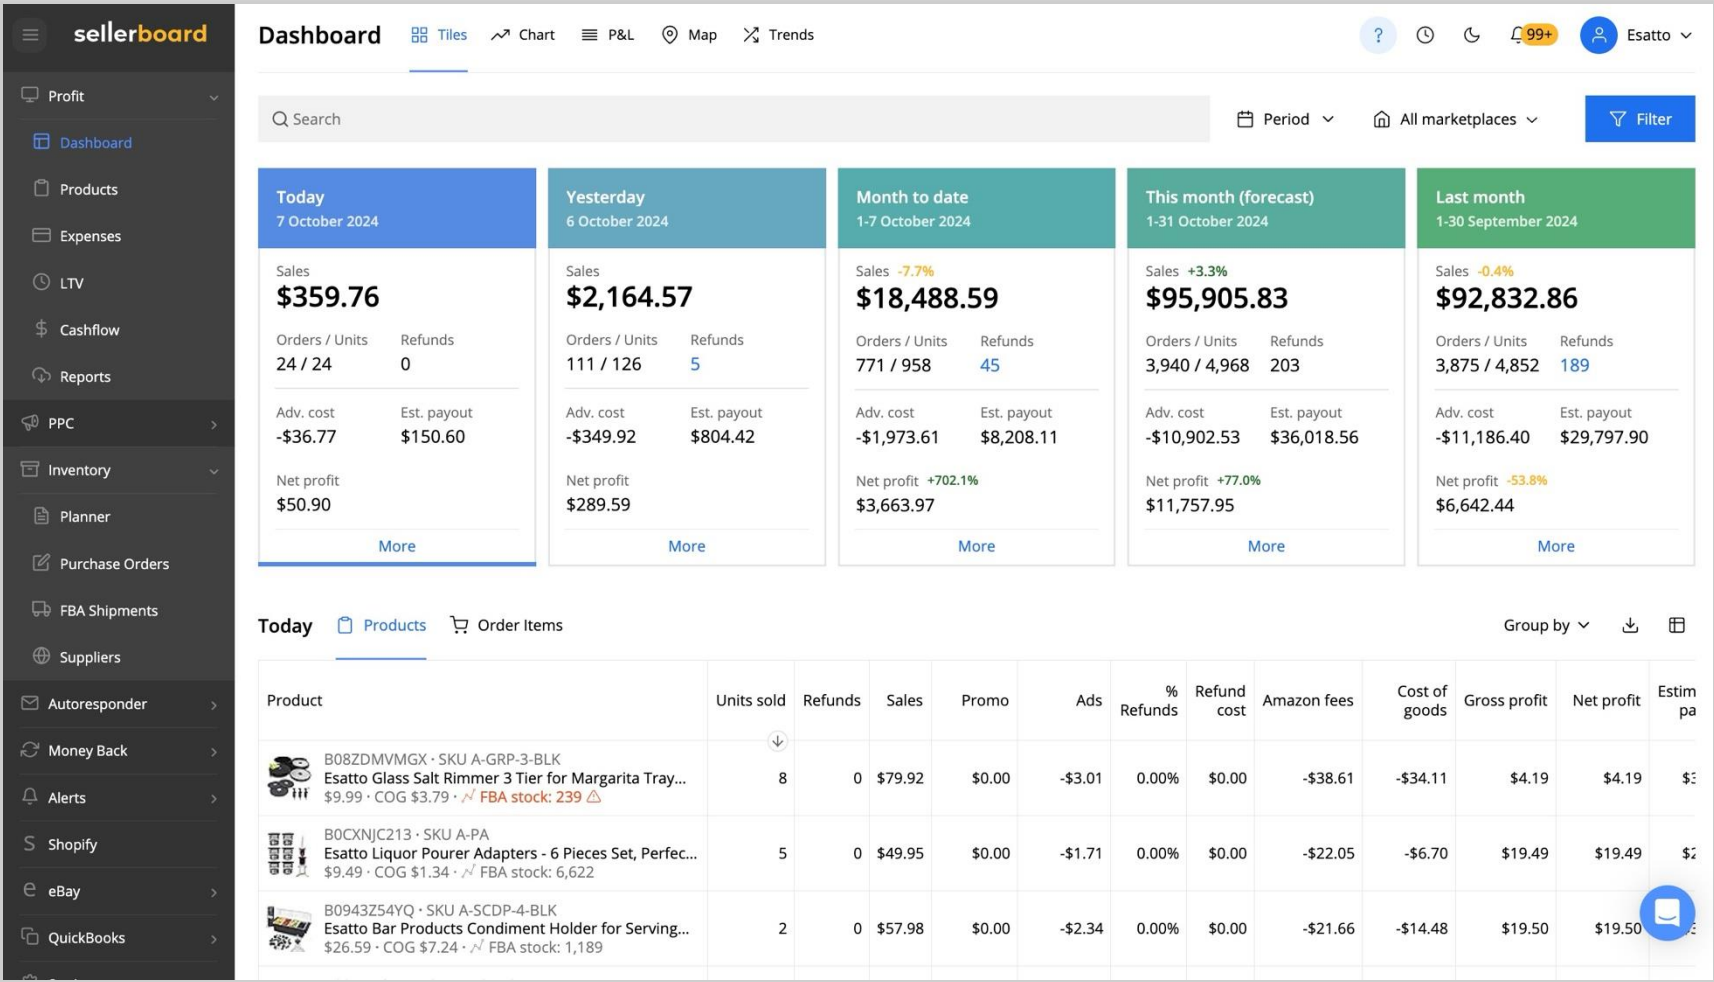 sellerboard
Dashboard
Tiles
Chart
P&L
Map
Trends
?
99+
Esatto
Profit
Dashboard
Products
Expenses
LTV
Cashflow
Reports
PPC
Inventory
Planner
Purchase Orders
FBA Shipments
Suppliers
Autoresponder
Money Back
Alerts
Shopify
eBay
QuickBooks
Search
Period
All marketplaces
Filter
Today
7 October 2024
Sales
$359.76
Orders / Units Refunds
24 / 24 0
Adv. cost Est. payout
-$36.77 $150.60
Net profit
$50.90
More
Yesterday
6 October 2024
Sales
$2,164.57
Orders / Units Refunds
111 / 126 5
Adv. cost Est. payout
-$349.92 $804.42
Net profit
$289.59
More
Month to date
1-7 October 2024
Sales -7.7%
$18,488.59
Orders / Units Refunds
771 / 958 45
Adv. cost Est. payout
-$1,973.61 $8,208.11
Net profit +702.1%
$3,663.97
More
This month (forecast)
1-31 October 2024
Sales +3.3%
$95,905.83
Orders / Units Refunds
3,940 / 4,968 203
Adv. cost Est. payout
-$10,902.53 $36,018.56
Net profit +77.0%
$11,757.95
More
Last month
1-30 September 2024
Sales -0.4%
$92,832.86
Orders / Units Refunds
3,875 / 4,852 189
Adv. cost Est. payout
-$11,186.40 $29,797.90
Net profit -53.8%
$6,642.44
More
Today Products Order Items Group by
Product Units sold Refunds Sales Promo Ads % Refunds Refund cost Amazon fees Cost of goods Gross profit Net profit Estim pa
B08ZDMVMGX · SKU A-GRP-3-BLK
Esatto Glass Salt Rimmer 3 Tier for Margarita Tray...
$9.99 · COG $3.79 · FBA stock: 239
8 0 $79.92 $0.00 -$3.01 0.00% $0.00 -$38.61 -$34.11 $4.19 $4.19
B0CXNJC213 · SKU A-PA
Esatto Liquor Pourer Adapters - 6 Pieces Set, Perfec...
$9.49 · COG $1.34 · FBA stock: 6,622
5 0 $49.95 $0.00 -$1.71 0.00% $0.00 -$22.05 -$6.70 $19.49 $19.49
B0943Z54YQ · SKU A-SCDP-4-BLK
Esatto Bar Products Condiment Holder for Serving...
$26.59 · COG $7.24 · FBA stock: 1,189
2 0 $57.98 $0.00 -$2.34 0.00% $0.00 -$21.66 -$14.48 $19.50 $19.50